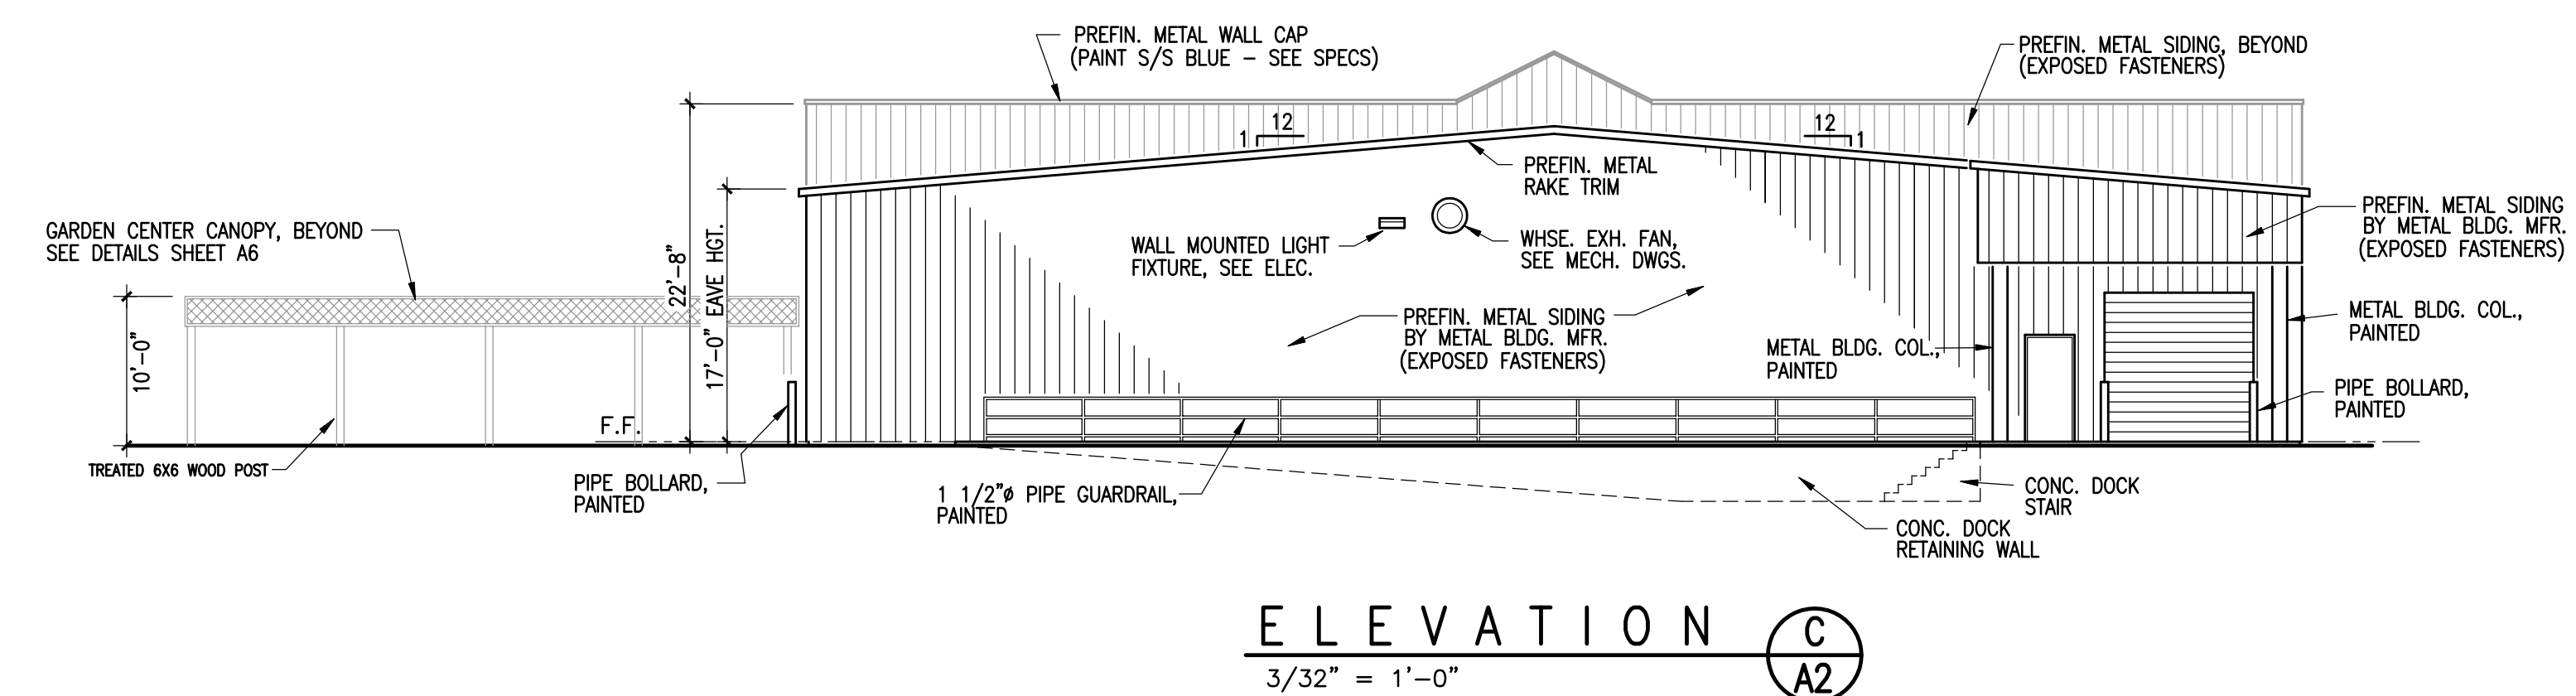 PREFIN. METAL WALL CAP
(PAINT S/S BLUE - SEE SPECS)
PREFIN. METAL SIDING, BEYOND
(EXPOSED FASTENERS)
12
1
12
1
PREFIN. METAL
RAKE TRIM
GARDEN CENTER CANOPY, BEYOND
SEE DETAILS SHEET A6
22'-8"
17'-0" EAVE HGT.
WALL MOUNTED LIGHT
FIXTURE, SEE ELEC.
WHSE. EXH. FAN,
SEE MECH. DWGS.
PREFIN. METAL SIDING
BY METAL BLDG. MFR.
(EXPOSED FASTENERS)
PREFIN. METAL SIDING
BY METAL BLDG. MFR.
(EXPOSED FASTENERS)
10'-0"
METAL BLDG. COL.,
PAINTED
METAL BLDG. COL.,
PAINTED
PIPE BOLLARD,
PAINTED
F.F.
TREATED 6X6 WOOD POST
PIPE BOLLARD,
PAINTED
1 1/2"ø PIPE GUARDRAIL,
PAINTED
CONC. DOCK
STAIR
CONC. DOCK
RETAINING WALL
ELEVATION
C
A2
3/32" = 1'-0"